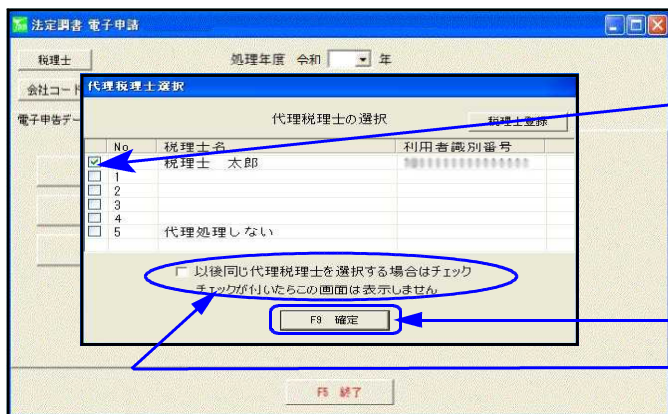 法定調書 電子申請
税理士
処理年度 令和 年
会社コード
代理税理士選択
電子申告デー
代理税理士の選択
税理士登録
No 税理士名 利用者識別番号
税理士 太郎
1
2
3
4
5 代理処理しない
以後同じ代理税理士を選択する場合はチェック
チェックが付いたらこの画面は表示しません
F9 確定
F5 終了